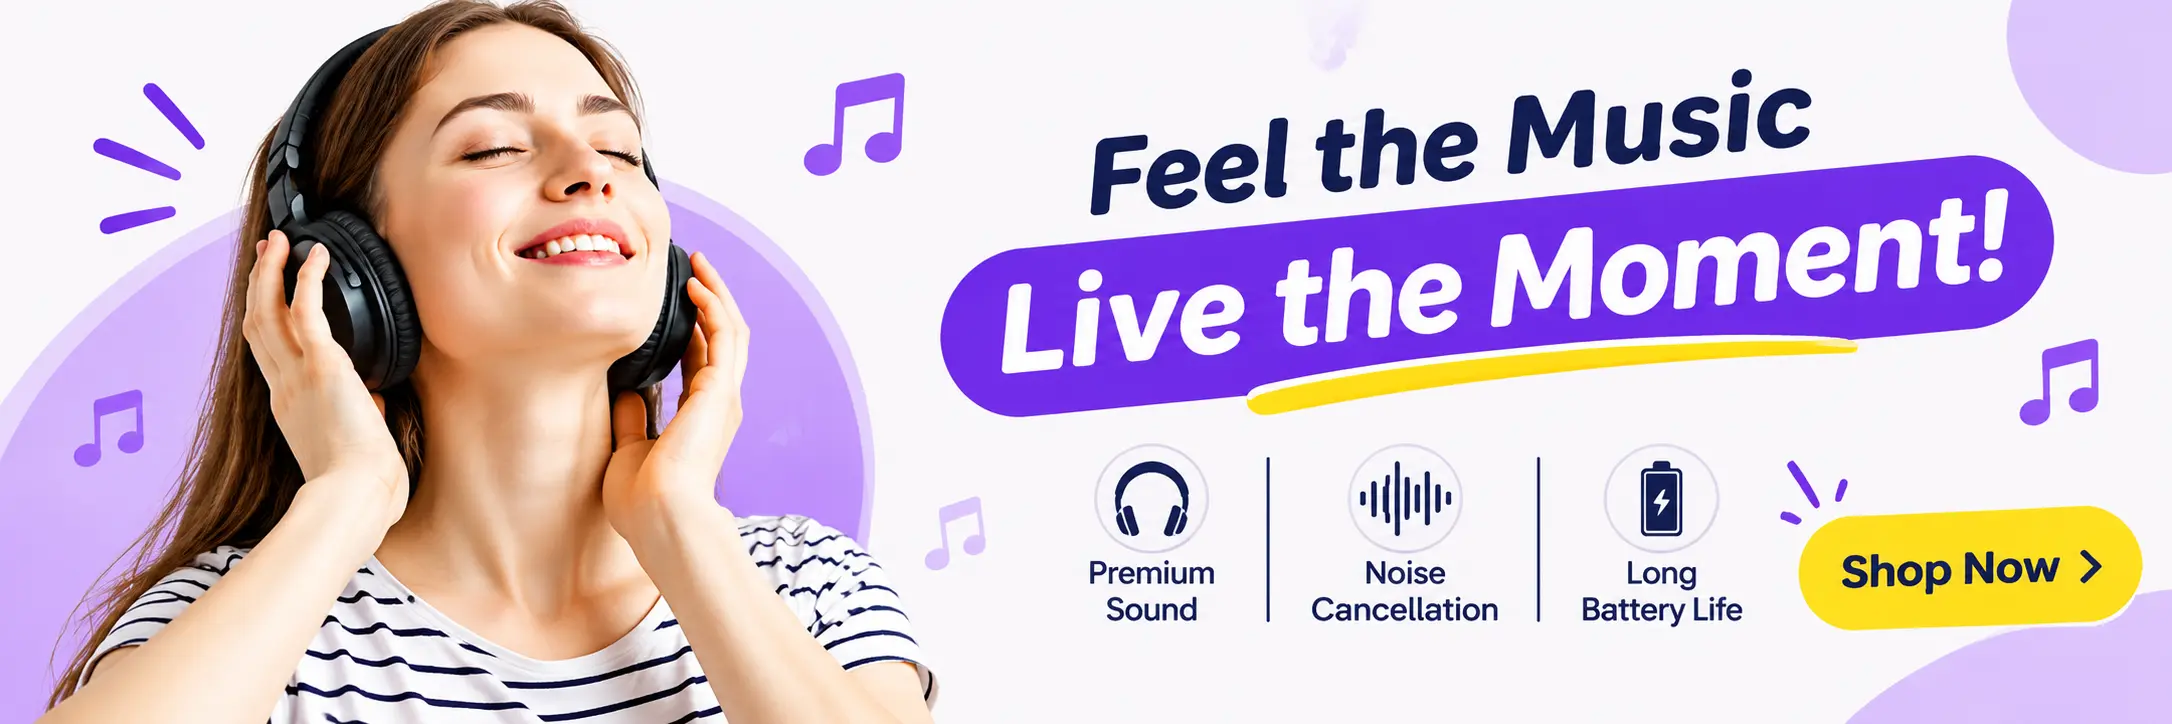 Feel the Music
Live the Moment!
Premium
Sound
Noise
Cancellation
Long
Battery Life
Shop Now